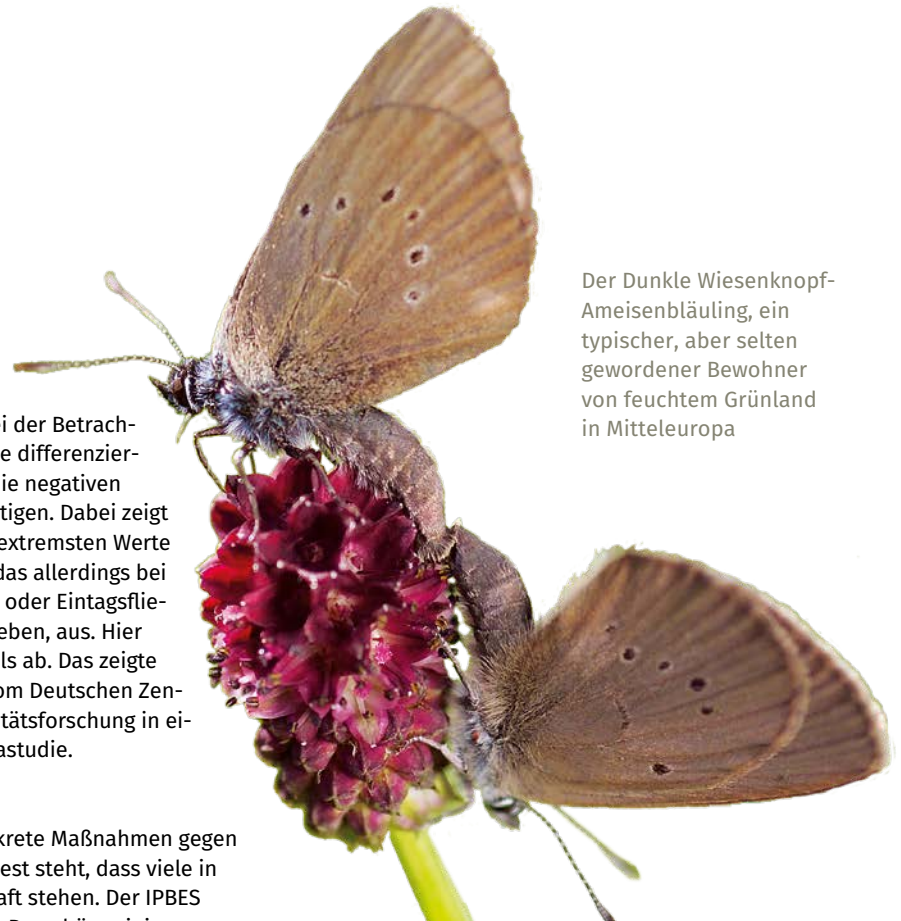 Der Dunkle Wiesenknopf-
Ameisenbläuling, ein
typischer, aber selten
gewordener Bewohner
von feuchtem Grünland
in Mitteleuropa
ei der Betrach-
e differenzier-
ie negativen
tigen. Dabei zeigt
extremsten Werte
das allerdings bei
oder Eintagsflie-
eben, aus. Hier
ls ab. Das zeigte
om Deutschen Zen-
itätsforschung in ei-
astudie.
krete Maßnahmen gegen
est steht, dass viele in
aft stehen. Der IPBES